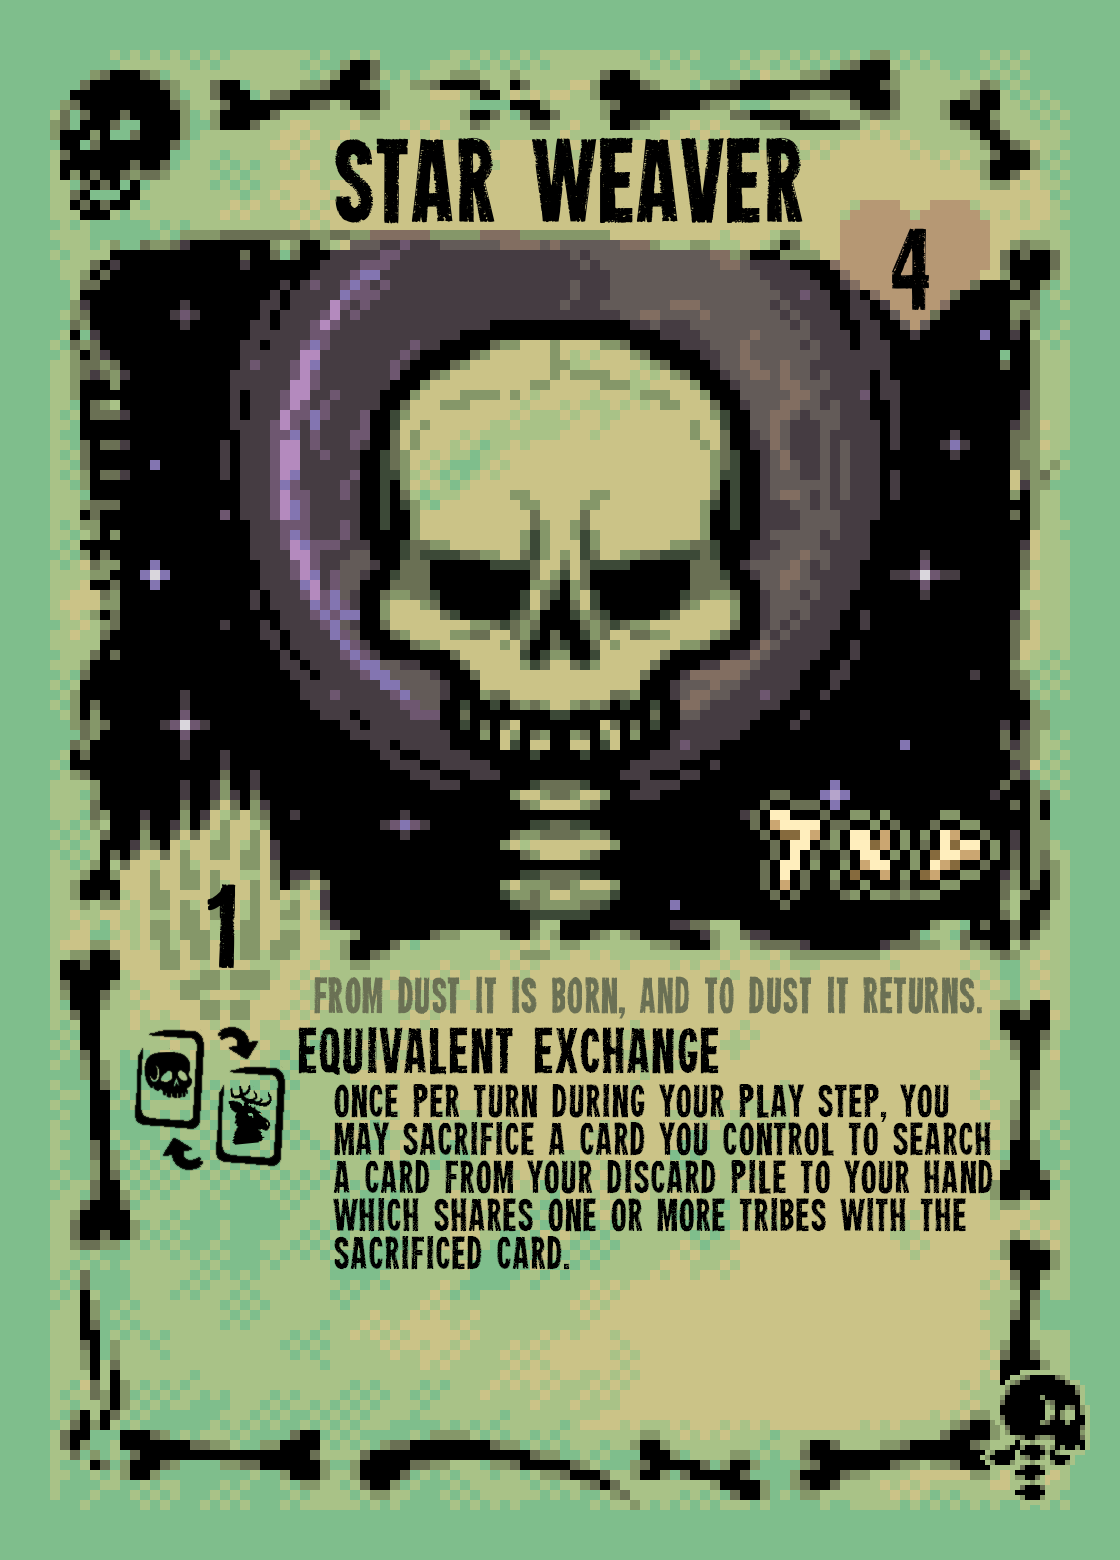 STAR WEAVER
4
7 X
1
FROM DUST IT IS BORN, AND TO DUST IT RETURNS.
EQUIVALENT EXCHANGE
ONCE PER TURN DURING YOUR PLAY STEP, YOU
MAY SACRIFICE A CARD YOU CONTROL TO SEARCH
A CARD FROM YOUR DISCARD PILE TO YOUR HAND
WHICH SHARES ONE OR MORE TRIBES WITH THE
SACRIFICED CARD.